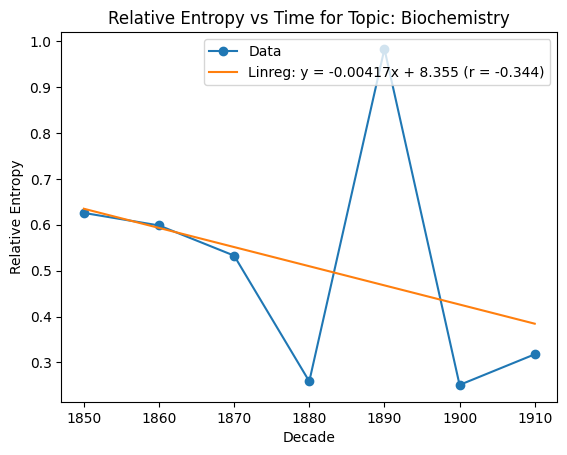 Relative Entropy vs Time for Topic: Biochemistry
Data
Linreg: y = -0.00417x + 8.355 (r = -0.344)
Relative Entropy
1.0
0.9
0.8
0.7
0.6
0.5
0.4
0.3
1850 1860 1870 1880 1890 1900 1910
Decade